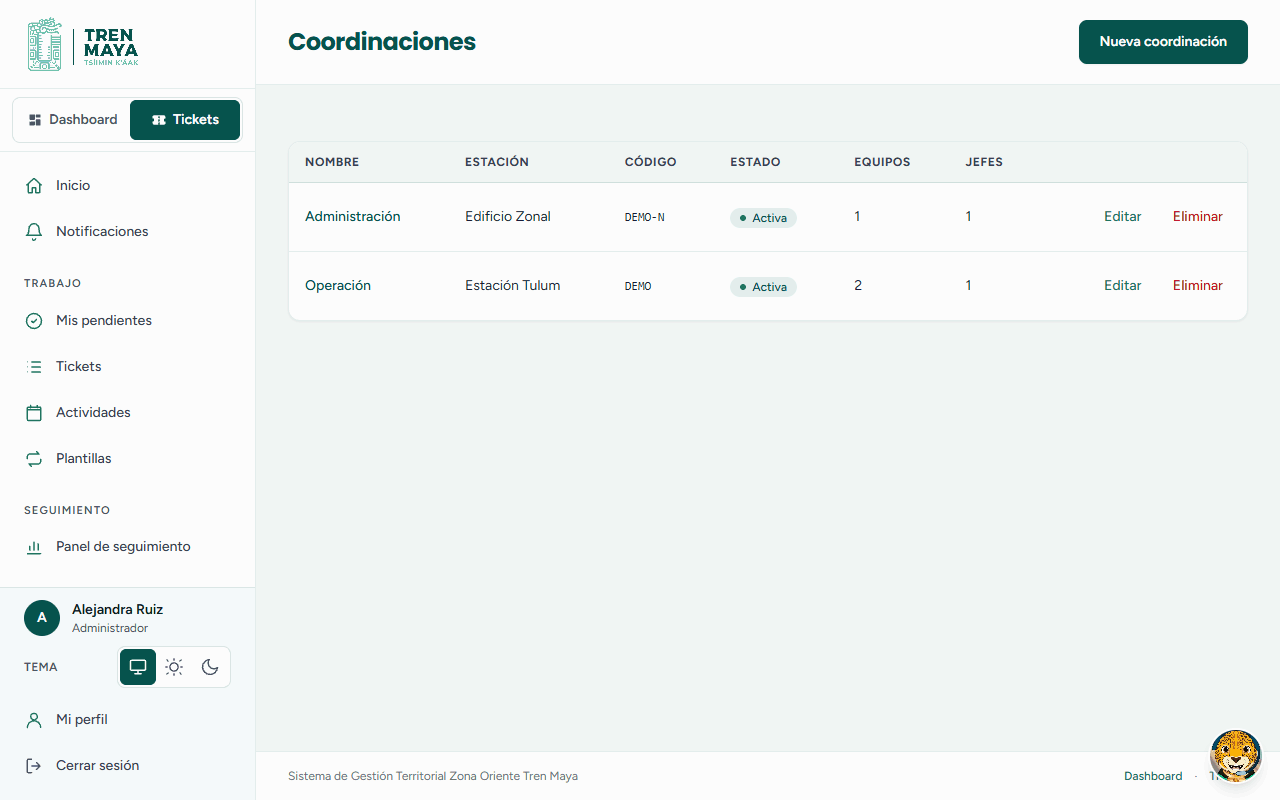 TREN
MAYA
TSÍIMIN K'ÁAK
Dashboard
Tickets
Inicio
Notificaciones
TRABAJO
Mis pendientes
Tickets
Actividades
Plantillas
SEGUIMIENTO
Panel de seguimiento
A
Alejandra Ruiz
Administrador
TEMA
Mi perfil
Cerrar sesión
Coordinaciones
Nueva coordinación
NOMBRE ESTACIÓN CÓDIGO ESTADO EQUIPOS JEFES
Administración Edificio Zonal DEMO-N Activa 1 1 Editar Eliminar
Operación Estación Tulum DEMO Activa 2 1 Editar Eliminar
Sistema de Gestión Territorial Zona Oriente Tren Maya
Dashboard ·